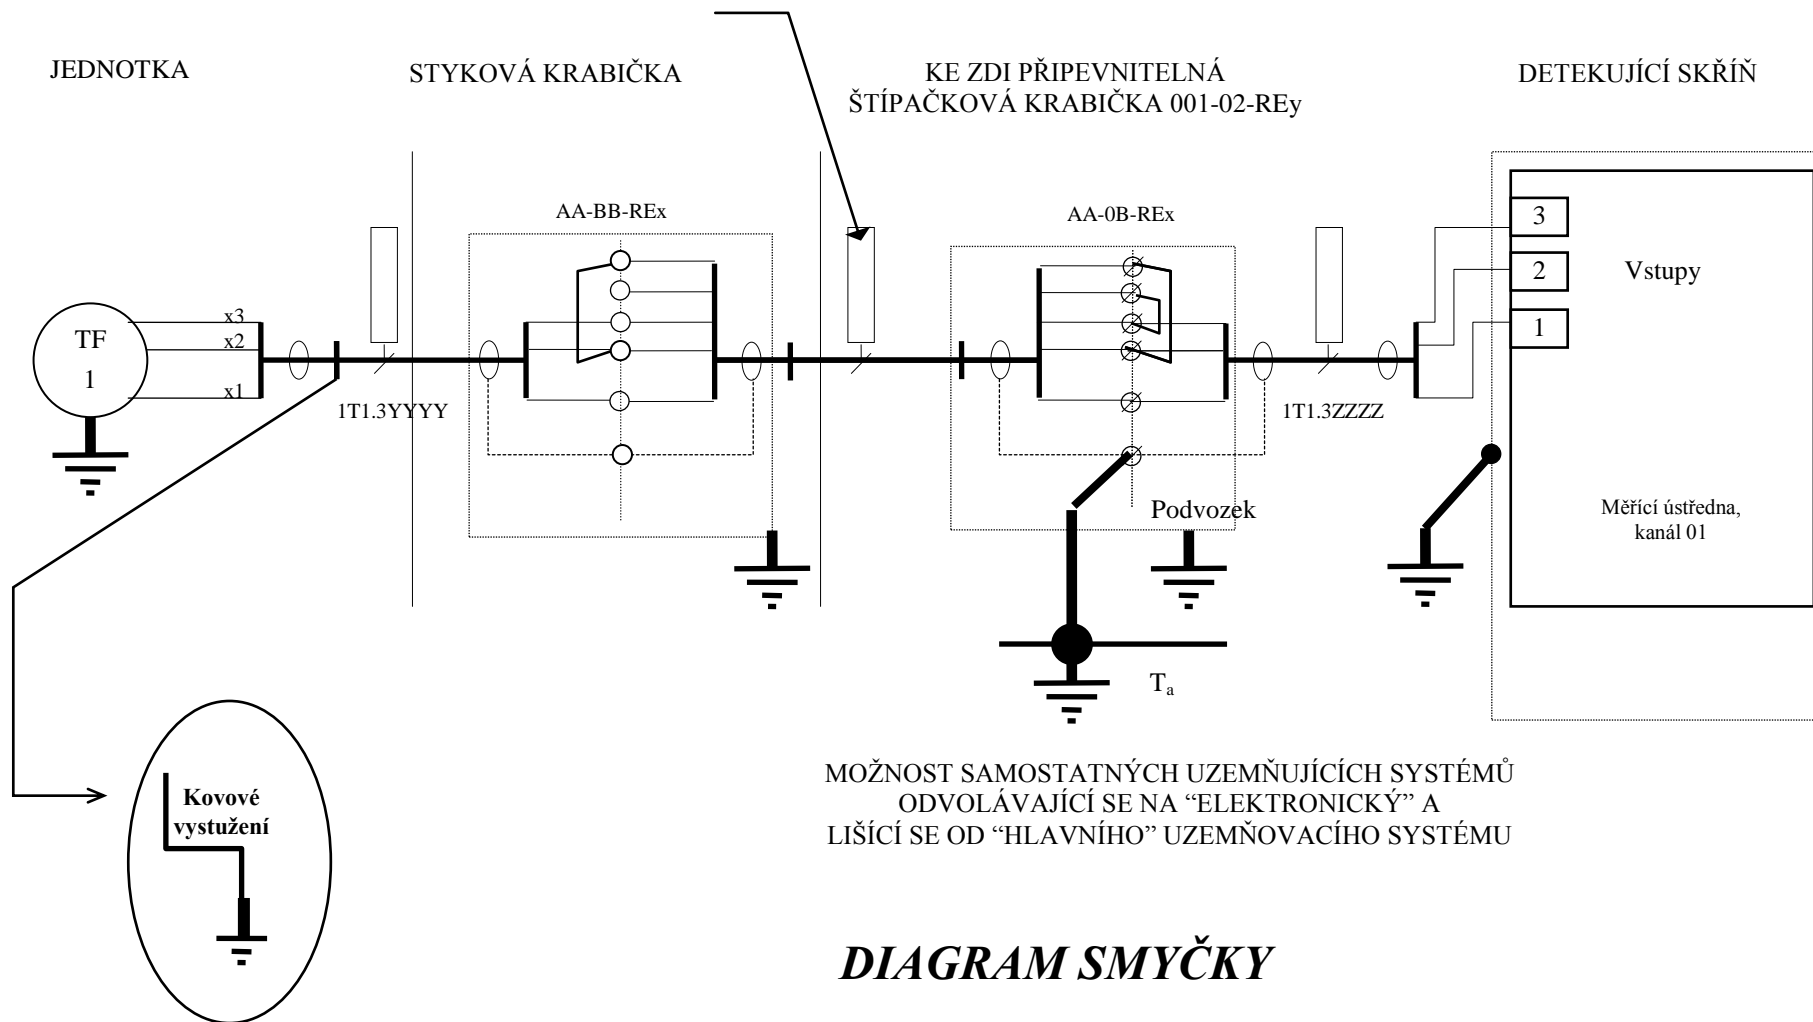 JEDNOTKA
STYKOVÁ KRABIČKA
KE ZDI PŘIPEVNITELNÁ
ŠTÍPAČKOVÁ KRABIČKA 001-02-REy
DETEKUJÍCÍ SKŘÍŇ
AA-BB-REx
AA-0B-REx
3
2
1
Vstupy
TF
1
x3
x2
x1
1T1.3YYYY
1T1.3ZZZZ
Podvozek
Měřící ústředna,
kanál 01
Ta
MOŽNOST SAMOSTATNÝCH UZEMŇUJÍCÍCH SYSTÉMŮ
ODVOLÁVAJÍCÍ SE NA “ELEKTRONICKÝ” A
LIŠÍCÍ SE OD “HLAVNÍHO” UZEMŇOVACÍHO SYSTÉMU
Kovové
vystužení
DIAGRAM SMYČKY